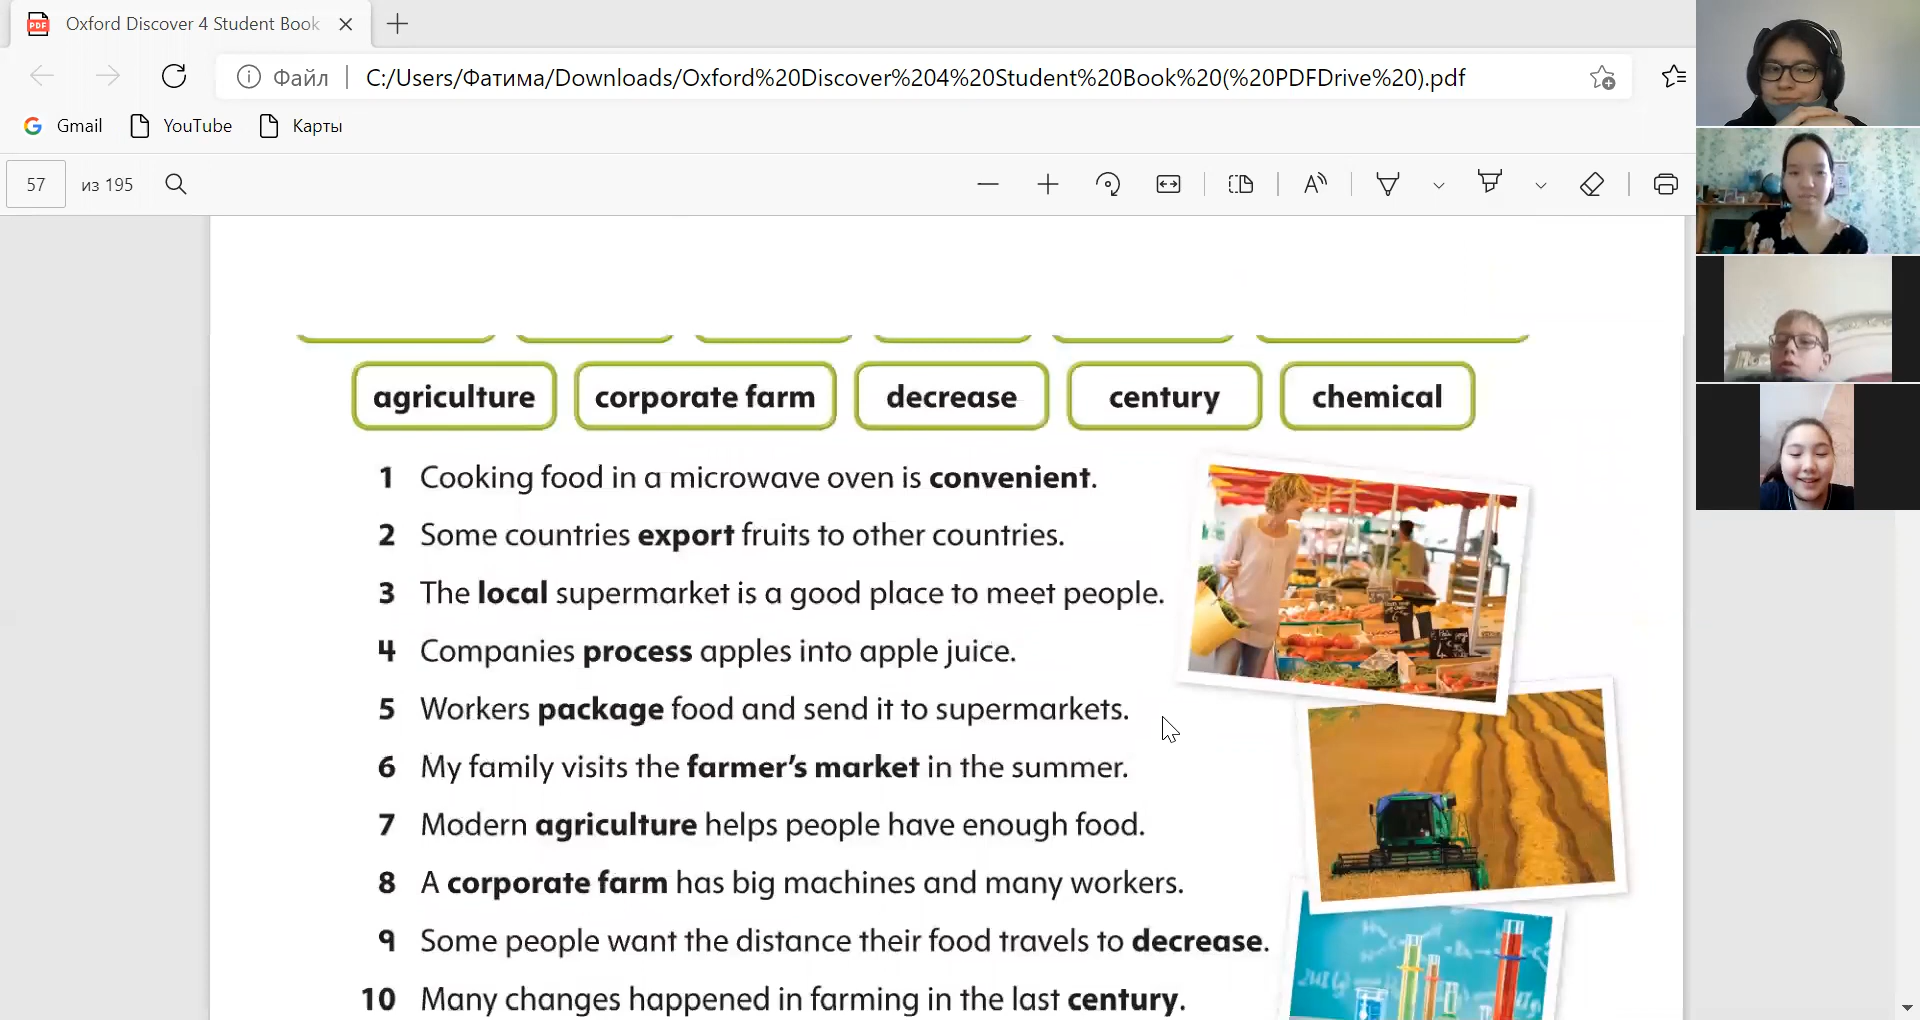 Oxford Discover 4 Student Book
Файл
C:/Users/Фатима/Downloads/Oxford%20Discover%204%20Student%20Book%20(%20PDFDrive%20).pdf
Gmail
YouTube
Карты
57 из 195
agriculture
corporate farm
decrease
century
chemical
1 Cooking food in a microwave oven is convenient.
2 Some countries export fruits to other countries.
3 The local supermarket is a good place to meet people.
4 Companies process apples into apple juice.
5 Workers package food and send it to supermarkets.
6 My family visits the farmer’s market in the summer.
7 Modern agriculture helps people have enough food.
8 A corporate farm has big machines and many workers.
9 Some people want the distance their food travels to decrease.
10 Many changes happened in farming in the last century.